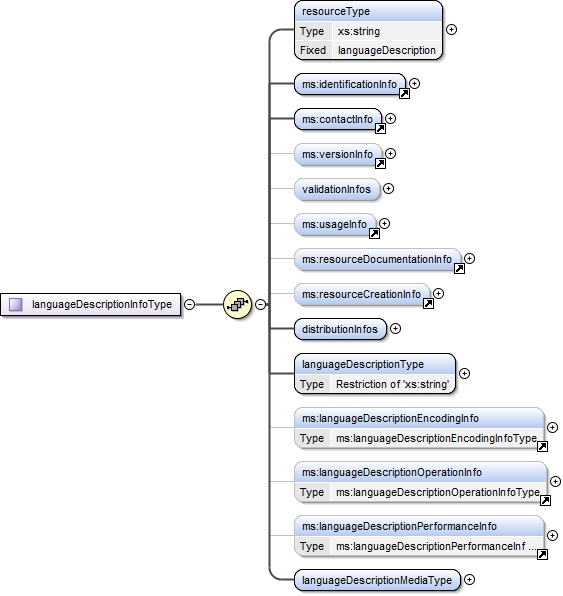 resourceType
Type xs:string
Fixed languageDescription
ms:identificationInfo
ms:contactInfo
ms:versionInfo
validationInfos
ms:usageInfo
ms:resourceDocumentationInfo
ms:resourceCreationInfo
languageDescriptionInfoType
distributionInfos
languageDescriptionType
Type Restriction of 'xs:string'
ms:languageDescriptionEncodingInfo
Type ms:languageDescriptionEncodingInfoType
ms:languageDescriptionOperationInfo
Type ms:languageDescriptionOperationInfoType
ms:languageDescriptionPerformanceInfo
Type ms:languageDescriptionPerformanceInf ...
languageDescriptionMediaType